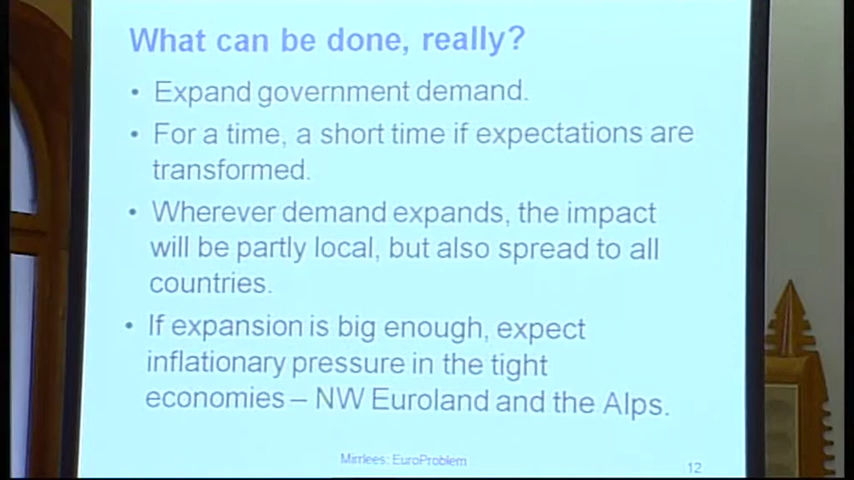 What can be done, really?
• Expand government demand.
• For a time, a short time if expectations are
transformed.
• Wherever demand expands, the impact
will be partly local, but also spread to all
countries.
• If expansion is big enough, expect
inflationary pressure in the tight
economies – NW Euroland and the Alps.
Mirrlees: EuroProblem
12